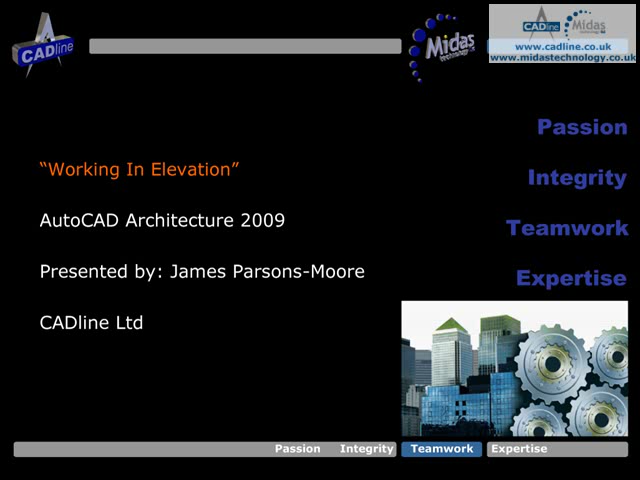 CADline
Midas
technology
CADline
Midas
technology
www.cadline.co.uk
www.midastechnology.co.uk
Passion
“Working In Elevation”
Integrity
AutoCAD Architecture 2009
Teamwork
Presented by: James Parsons-Moore
Expertise
CADline Ltd
Passion Integrity Teamwork Expertise